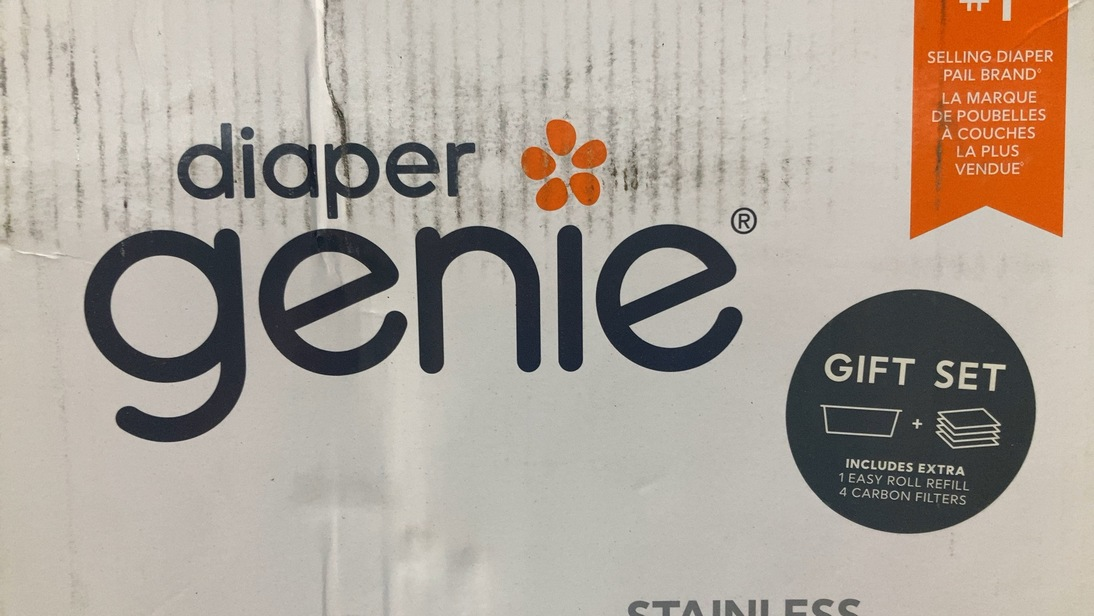 #1
SELLING DIAPER
PAIL BRAND◊
LA MARQUE
DE POUBELLES
À COUCHES
LA PLUS
VENDUE◊
diaper
genie®
GIFT SET
+
INCLUDES EXTRA
1 EASY ROLL REFILL
4 CARBON FILTERS
STAINLESS